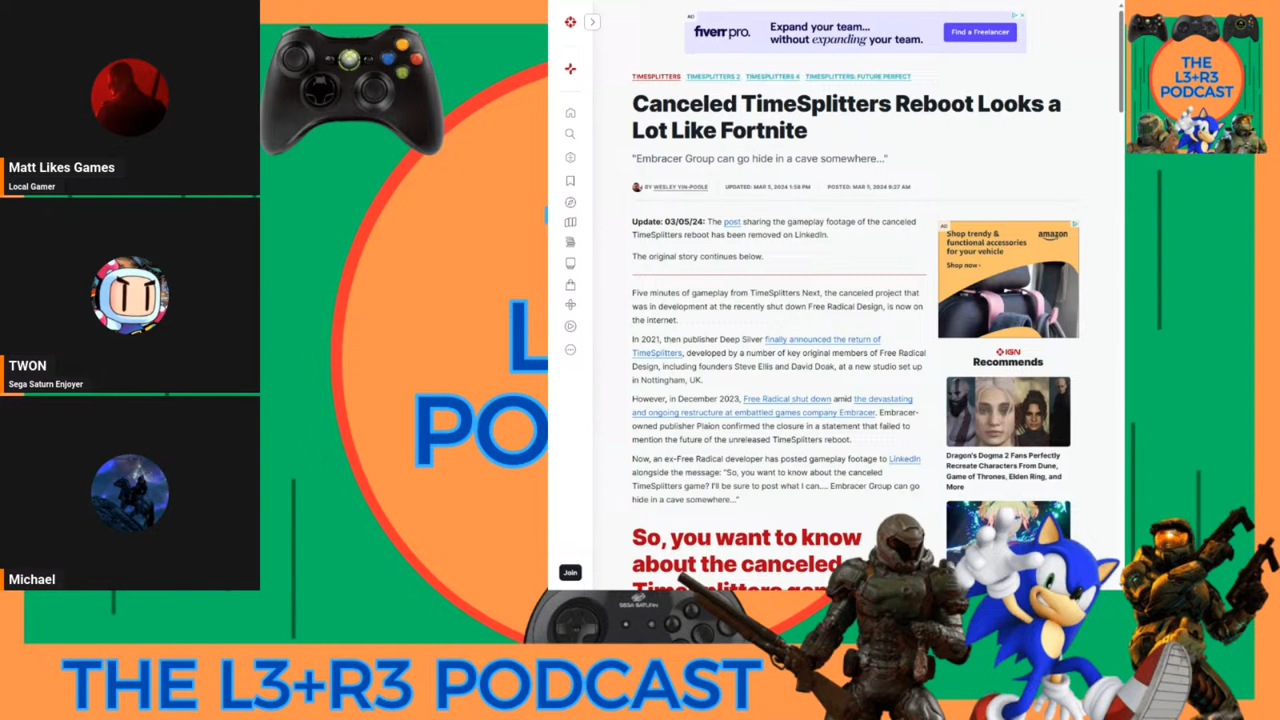 Matt Likes Games
Local Gamer
TWON
Sega Saturn Enjoyer
Michael
L
PO
AD
fiverr pro.
Expand your team...
without expanding your team.
Find a Freelancer
THE
L3+R3
PODCAST
TIMESPLITTERS TIMESPLITTERS 2 TIMESPLITTERS 4 TIMESPLITTERS: FUTURE PERFECT
Canceled TimeSplitters Reboot Looks a
Lot Like Fortnite
"Embracer Group can go hide in a cave somewhere..."
BY WESLEY YIN-POOLE UPDATED: MAR 5, 2024 1:58 PM POSTED: MAR 1, 2024 9:27 AM
Update: 03/05/24: The post sharing the gameplay footage of the canceled
TimeSplitters reboot has been removed on LinkedIn.
The original story continues below.
Five minutes of gameplay from TimeSplitters Next, the canceled project that
was in development at the recently shut down Free Radical Design, is now on
the internet.
In 2021, then publisher Deep Silver finally announced the return of
TimeSplitters, developed by a number of key original members of Free Radical
Design, including founders Steve Ellis and David Doak, at a new studio set up
in Nottingham, UK.
However, in December 2023, Free Radical shut down amid the devastating
and ongoing restructure at embattled games company Embracer. Embracer-
owned publisher Plaion confirmed the closure in a statement that failed to
mention the future of the unreleased TimeSplitters reboot.
Now, an ex-Free Radical developer has posted gameplay footage to LinkedIn
alongside the message: "So, you want to know about the canceled
TimeSplitters game? I'll be sure to post what I can.... Embracer Group can go
hide in a cave somewhere..."
So, you want to know
about the canceled
TimeSplitters gam
Join
AD
Shop trendy &
functional accessories
for your vehicle
Shop now ›
amazon
IGN
Recommends
Dragon's Dogma 2 Fans Perfectly
Recreate Characters From Dune,
Game of Thrones, Elden Ring, and
More
SEGA SATURN
THE L3+R3 PODCAST